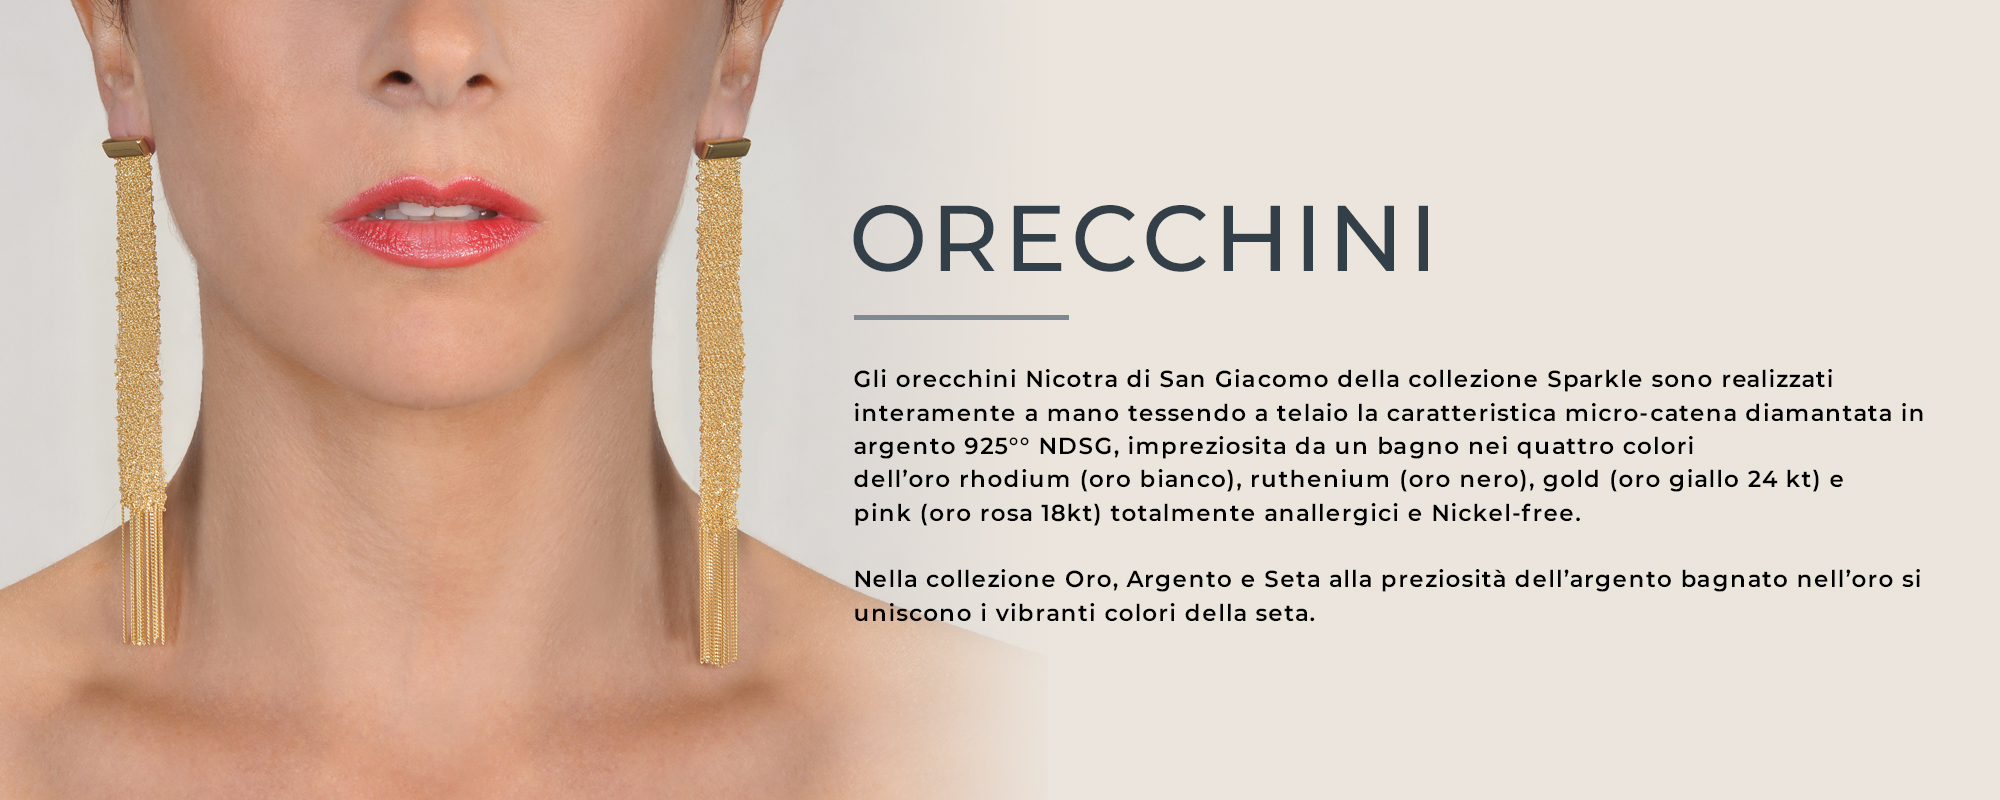 ORECCHINI
Gli orecchini Nicotra di San Giacomo della collezione Sparkle sono realizzati
interamente a mano tessendo a telaio la caratteristica micro-catena diamantata in
argento 925°° NDSG, impreziosita da un bagno nei quattro colori
dell’oro rhodium (oro bianco), ruthenium (oro nero), gold (oro giallo 24 kt) e
pink (oro rosa 18kt) totalmente anallergici e Nickel-free.
Nella collezione Oro, Argento e Seta alla preziosità dell’argento bagnato nell’oro si
uniscono i vibranti colori della seta.